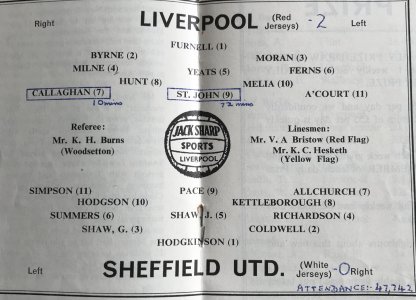 Right LIVERPOOL (Red Jerseys) - 2 Left
FURNELL (1)
BYRNE (2) MORAN (3)
MILNE (4) YEATS (5) FERNS (6)
HUNT (8) MELIA (10)
CALLAGHAN (7) ST. JOHN (9) A'COURT (11)
10 mins 72 mins
Referee:
Mr. K. H. Burns
(Woodsetton)
JACK SHARP
SPORTS
LIVERPOOL
Linesmen:
Mr. V. A Bristow (Red Flag)
Mr. K. C. Hesketh
(Yellow Flag)
SIMPSON (11) PACE (9) ALLCHURCH (7)
HODGSON (10) KETTLEBOROUGH (8)
SUMMERS (6) SHAW, J. (5) RICHARDSON (4)
SHAW, G. (3) COLDWELL (2)
HODGKINSON (1)
Left SHEFFIELD UTD. (White Jerseys) - 0 Right
ATTENDANCE:- 47,742